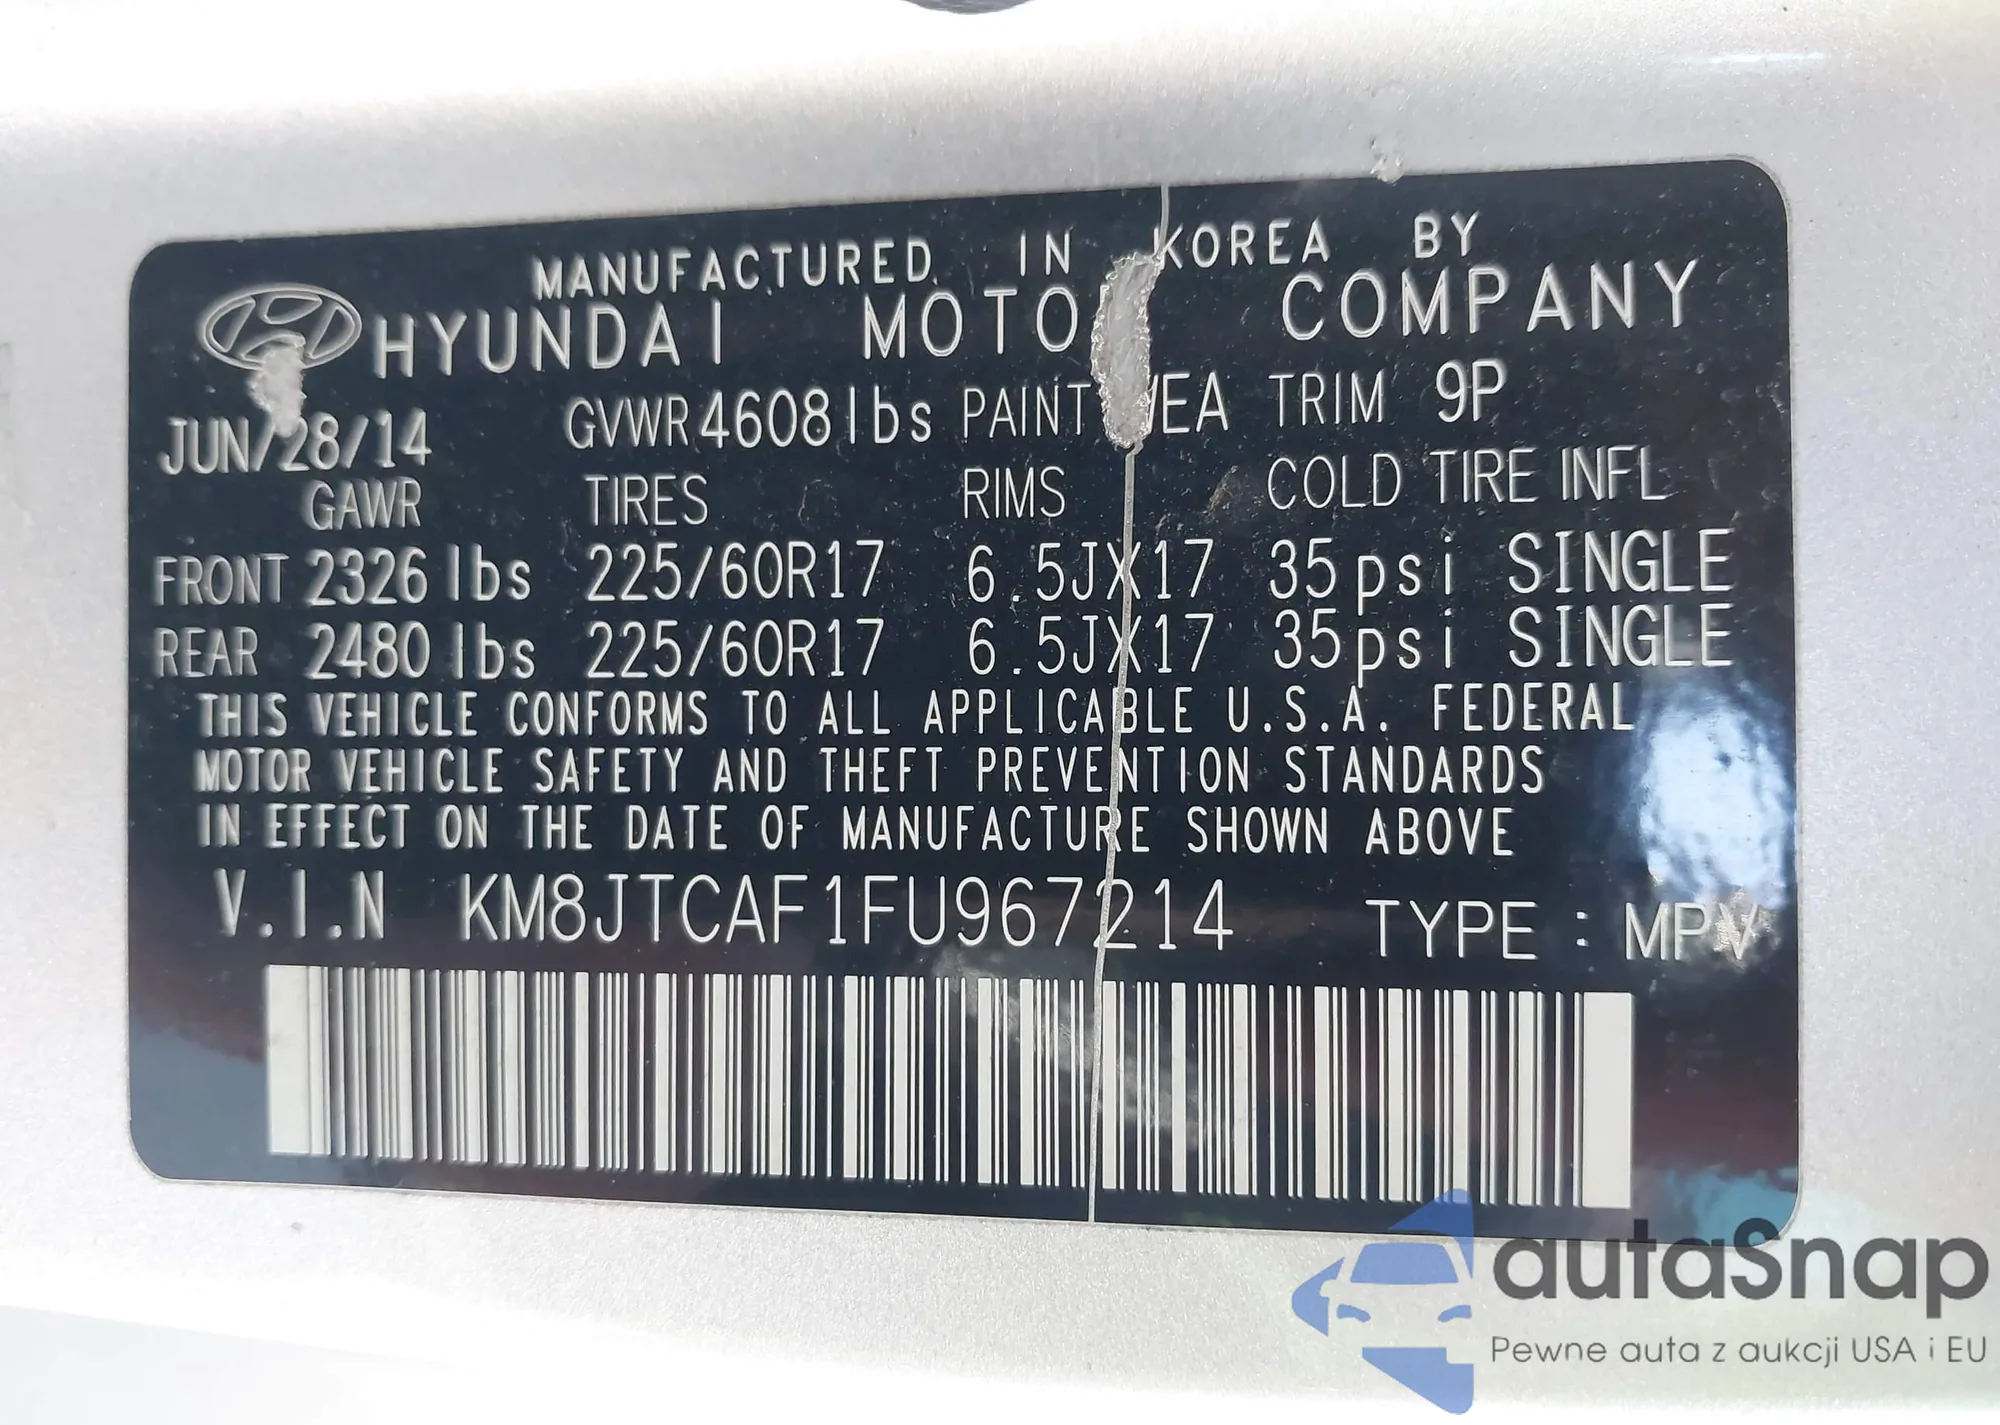 MANUFACTURED IN KOREA BY
HYUNDAI MOTO COMPANY
JUN/28/14 GVWR 4608 lbs PAINT EA TRIM 9P
GAWR TIRES RIMS COLD TIRE INFL
FRONT 2326 lbs 225/60R17 6.5JX17 35psi SINGLE
REAR 2480 lbs 225/60R17 6.5JX17 35psi SINGLE
THIS VEHICLE CONFORMS TO ALL APPLICABLE U.S.A. FEDERAL
MOTOR VEHICLE SAFETY AND THEFT PREVENTION STANDARDS
IN EFFECT ON THE DATE OF MANUFACTURE SHOWN ABOVE
V.I.N KM8JTCAF1FU967214 TYPE : MPV
autaSnap
Pewne auta z aukcji USA i EU